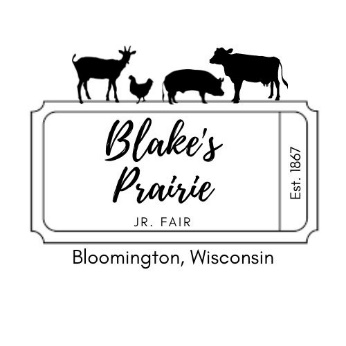 Blake's
Prairie
JR. FAIR
Est. 1867
Bloomington, Wisconsin